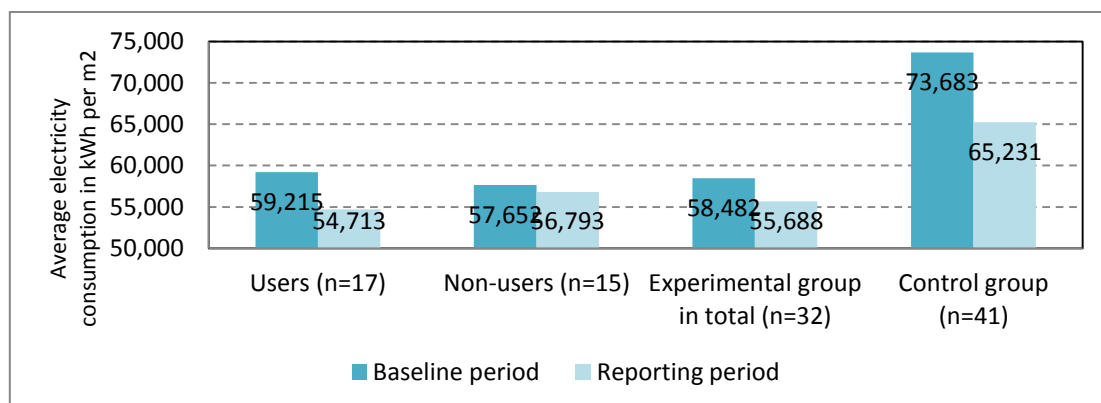 Average electricity
consumption in kWh per m2
75,000
70,000
65,000
60,000
55,000
50,000
59,215
54,713
57,652
56,793
58,482
55,688
73,683
65,231
Users (n=17)
Non-users (n=15)
Experimental group
in total (n=32)
Control group
(n=41)
Baseline period
Reporting period